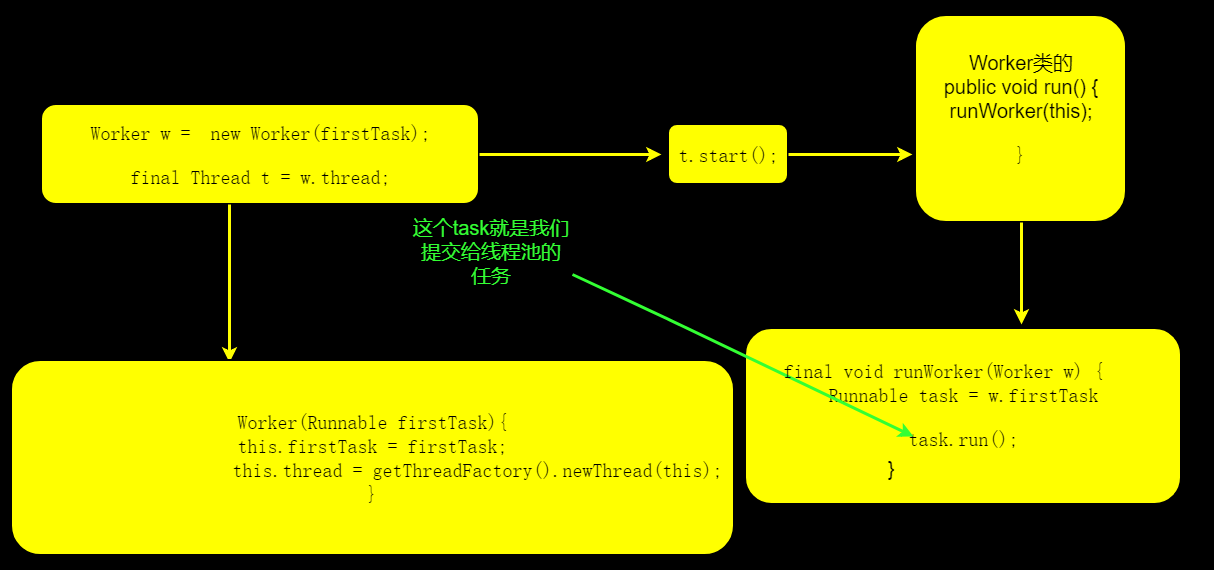 Worker w =  new Worker(firstTask);
final Thread t = w.thread;
t.start();
Worker类的
public void run() {
runWorker(this);
}
这个task就是我们
提交给线程池的
任务
Worker(Runnable firstTask){
this.firstTask = firstTask;
this.thread = getThreadFactory().newThread(this);
}
final void runWorker(Worker w) {
Runnable task = w.firstTask
task.run();
}